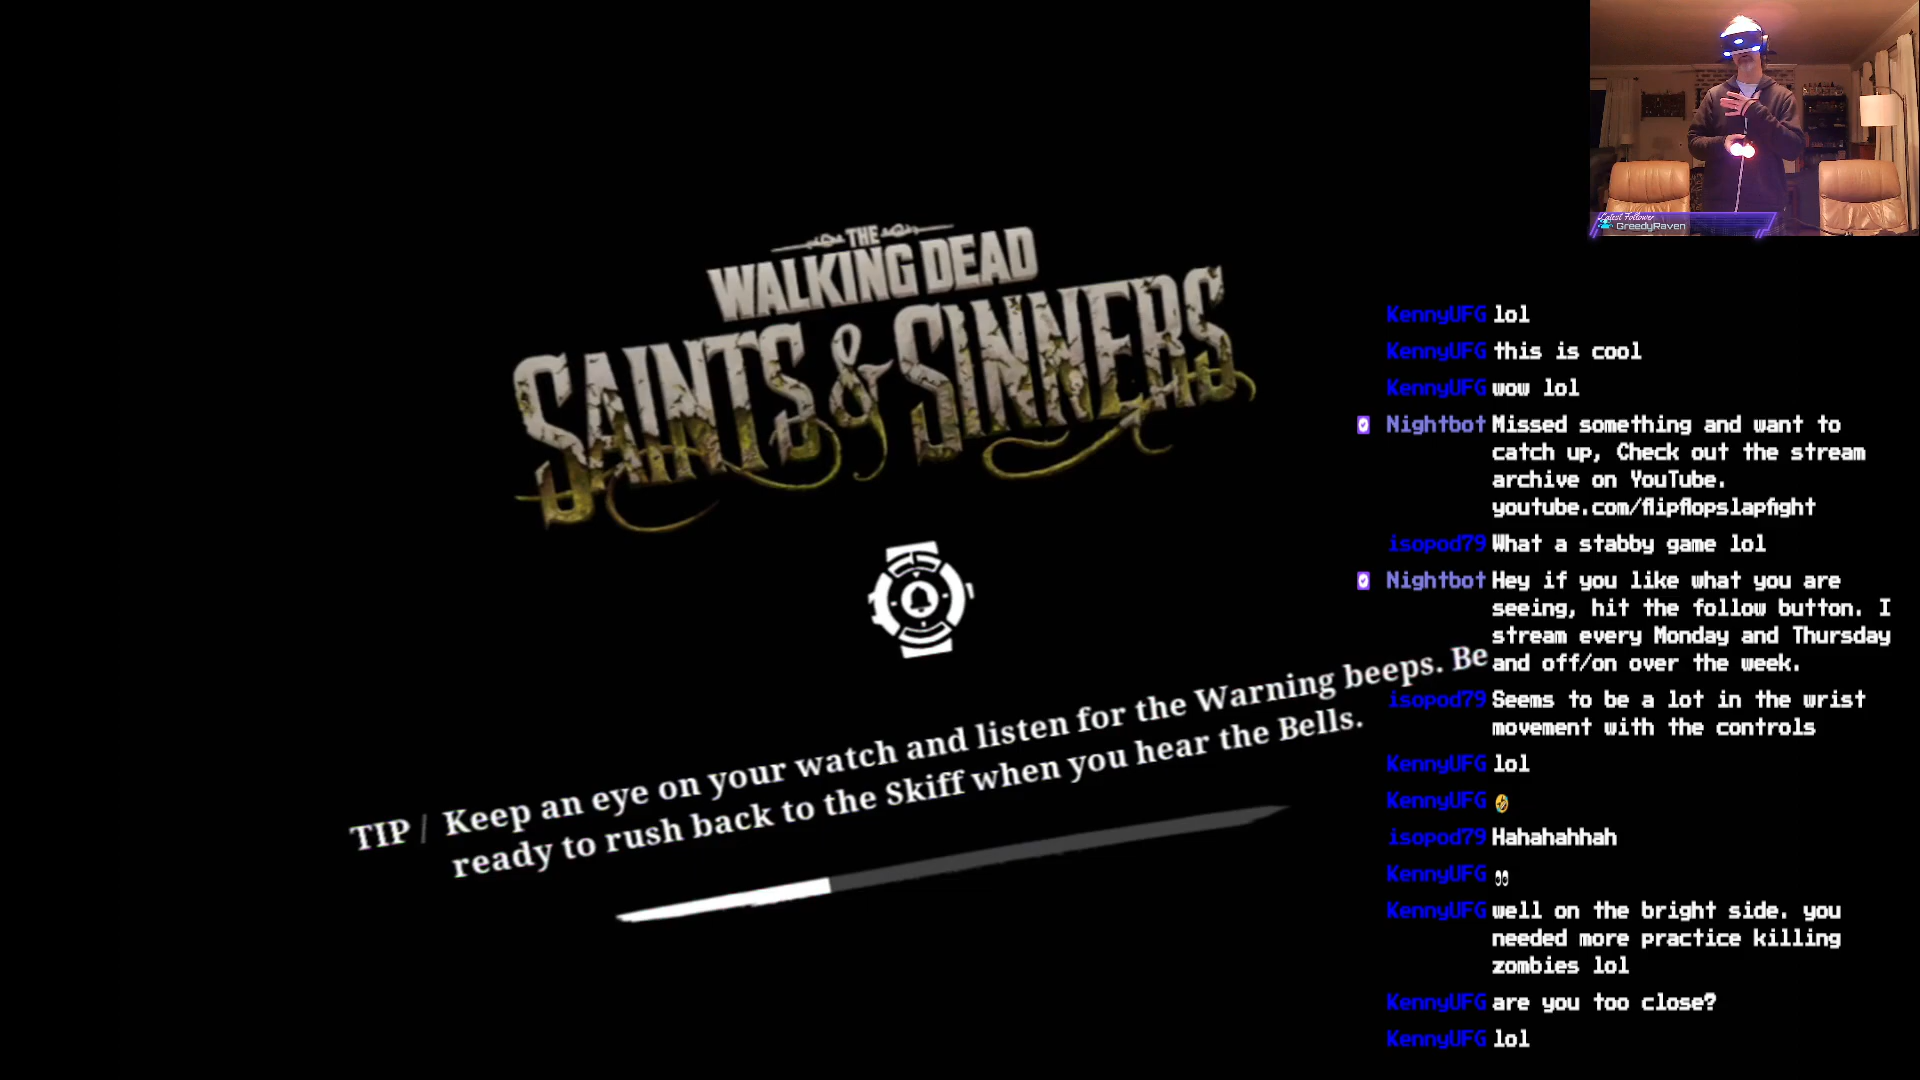 THE
WALKING DEAD
SAINTS & SINNERS
TIP / Keep an eye on your watch and listen for the Warning beeps. Be
ready to rush back to the Skiff when you hear the Bells.
Latest Follower
GreedyRaven
KennyUFG lol
KennyUFG this is cool
KennyUFG wow lol
Nightbot Missed something and want to
catch up, Check out the stream
archive on YouTube.
youtube.com/flipflopslapfight
isopod79 What a stabby game lol
Nightbot Hey if you like what you are
seeing, hit the follow button. I
stream every Monday and Thursday
and off/on over the week.
isopod79 Seems to be a lot in the wrist
movement with the controls
KennyUFG lol
KennyUFG 🤣
isopod79 Hahahahhah
KennyUFG 👀
KennyUFG well on the bright side. you
needed more practice killing
zombies lol
KennyUFG are you too close?
KennyUFG lol